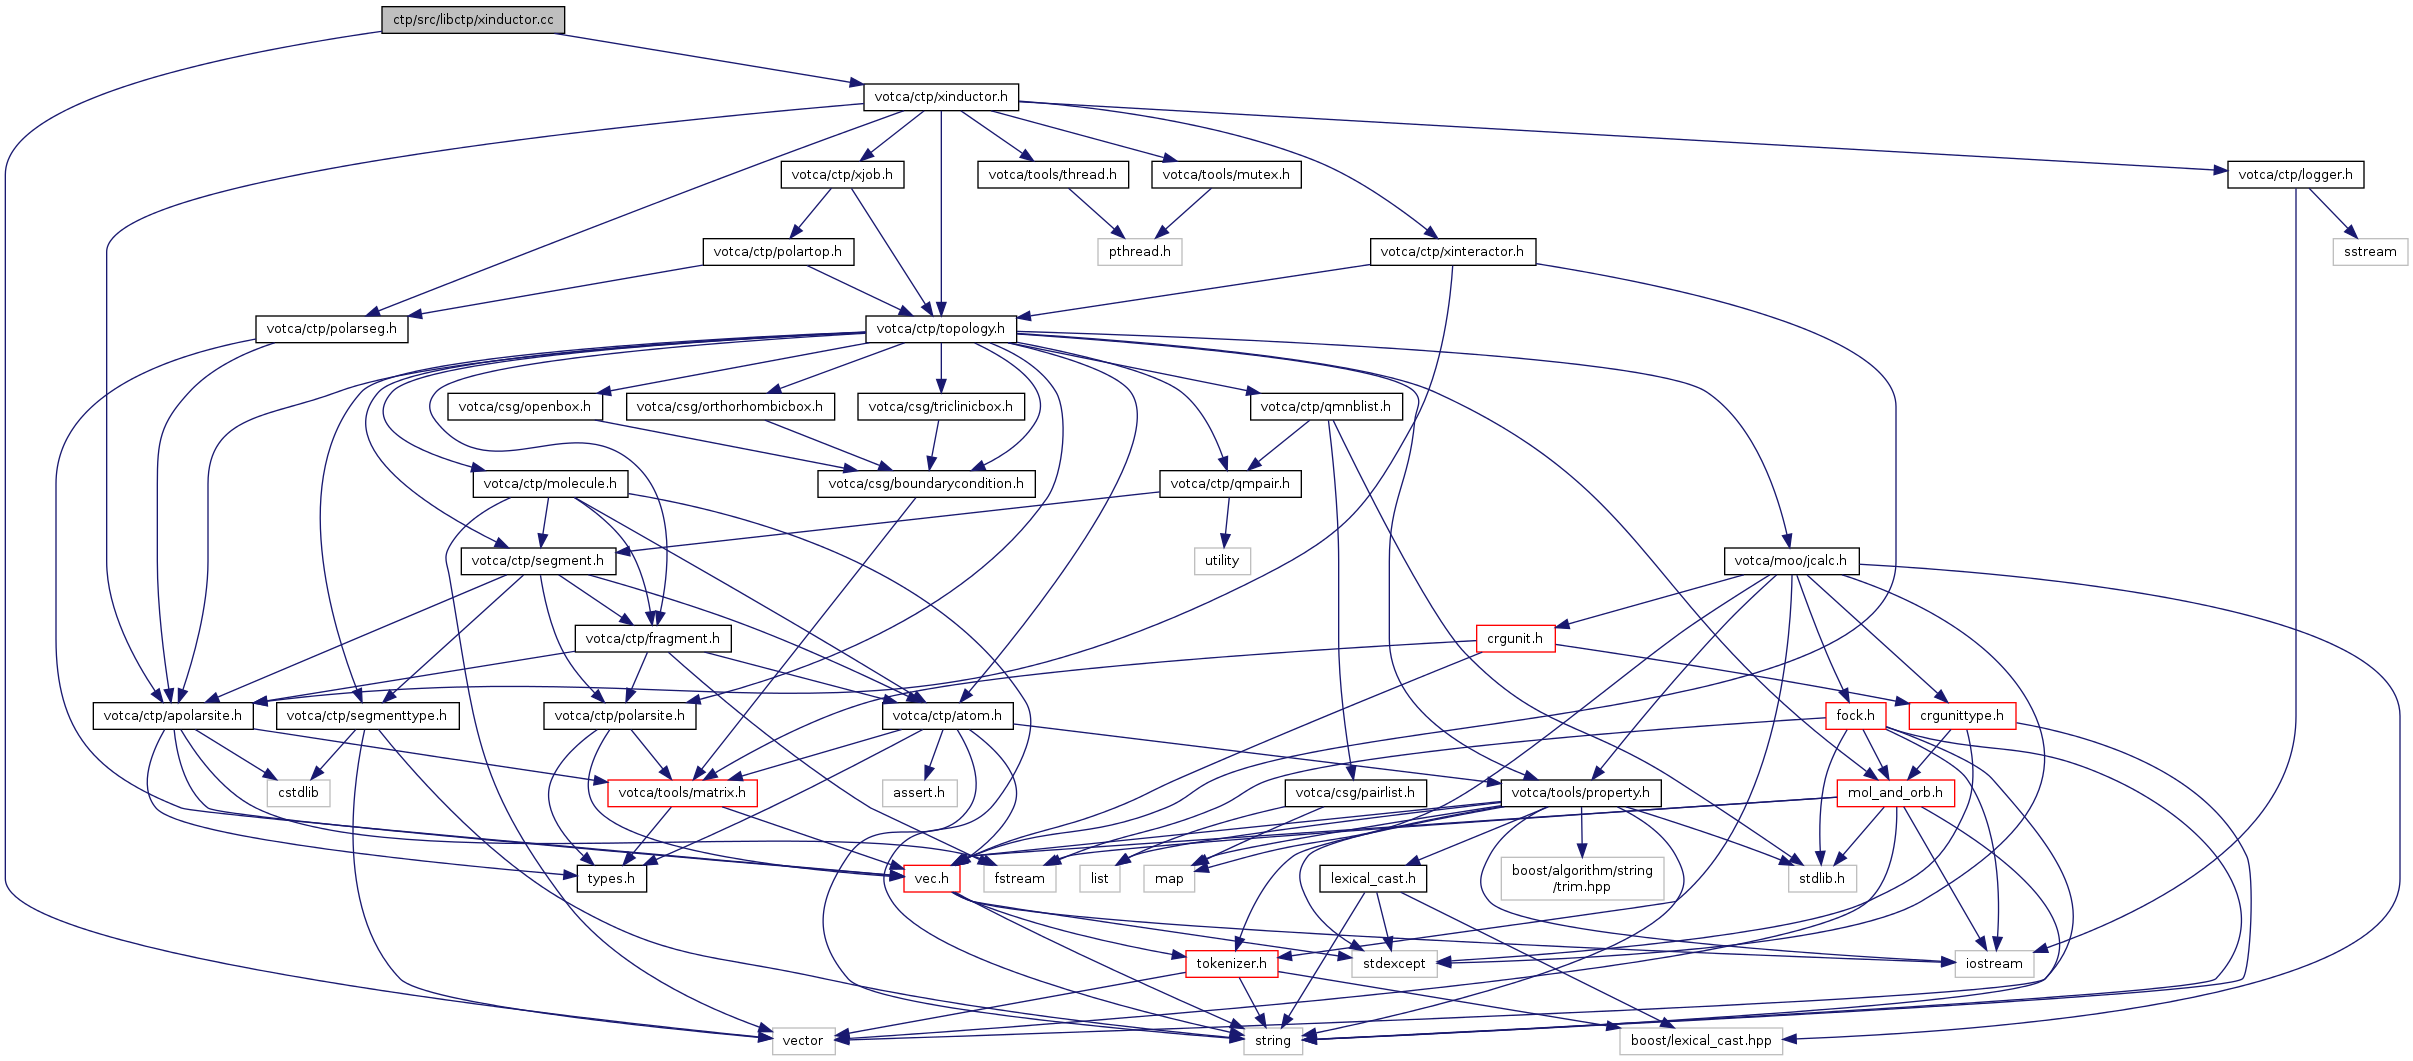 ctp/src/libctp/xinductor.cc
votca/ctp/xinductor.h
votca/ctp/xjob.h
votca/tools/thread.h
votca/tools/mutex.h
votca/ctp/logger.h
votca/ctp/polartop.h
pthread.h
votca/ctp/xinteractor.h
sstream
votca/ctp/polarseg.h
votca/ctp/topology.h
votca/csg/openbox.h
votca/csg/orthorhombicbox.h
votca/csg/triclinicbox.h
votca/ctp/qmnblist.h
votca/ctp/molecule.h
votca/csg/boundarycondition.h
votca/ctp/qmpair.h
votca/ctp/segment.h
utility
votca/moo/jcalc.h
votca/ctp/fragment.h
crgunit.h
votca/ctp/apolarsite.h
votca/ctp/segmenttype.h
votca/ctp/polarsite.h
votca/ctp/atom.h
fock.h
crgunittype.h
cstdlib
votca/tools/matrix.h
assert.h
votca/csg/pairlist.h
votca/tools/property.h
mol_and_orb.h
types.h
vec.h
fstream
list
map
lexical_cast.h
boost/algorithm/string
/trim.hpp
stdlib.h
tokenizer.h
stdexcept
iostream
vector
string
boost/lexical_cast.hpp